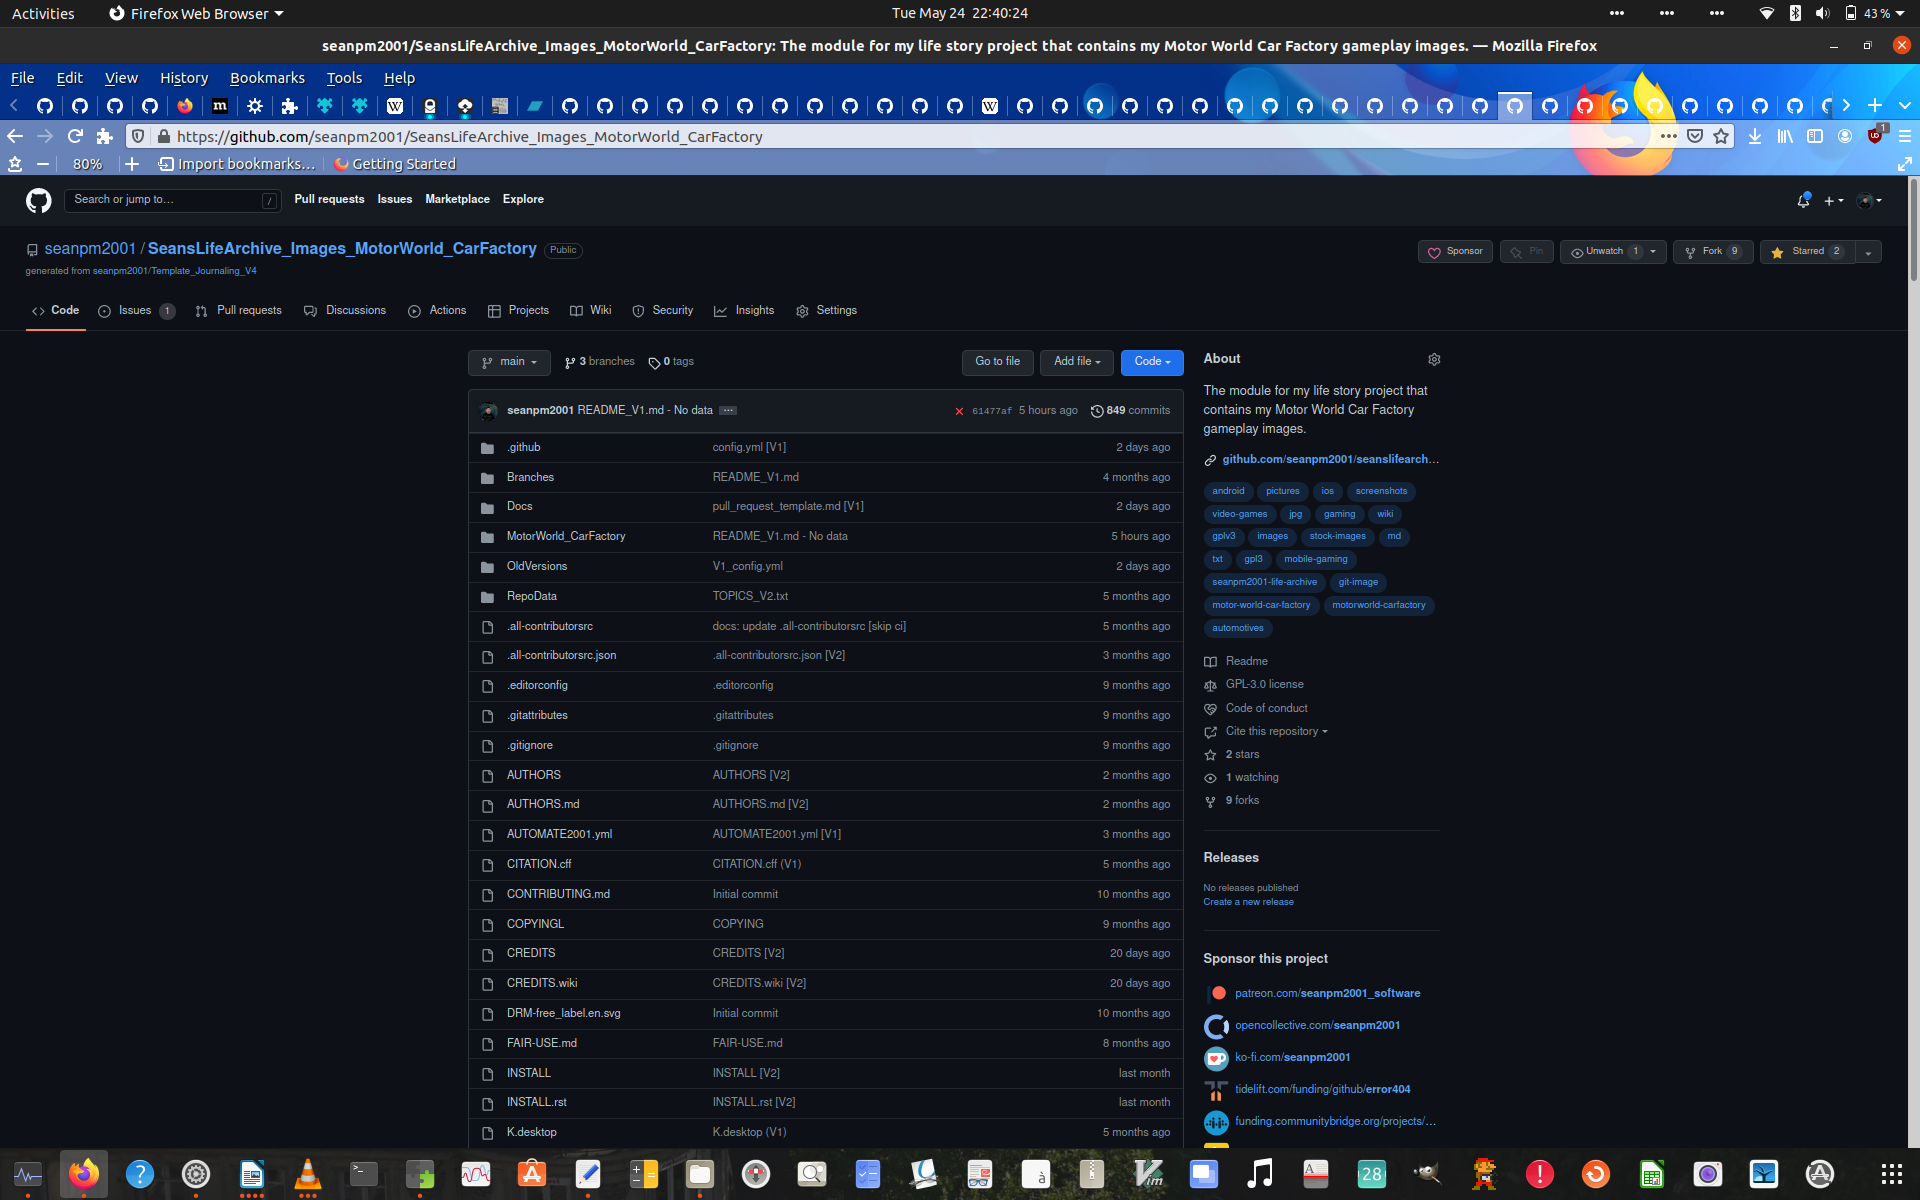 Activities Firefox Web Browser Tue May 24 22:40:24 43 %
seanpm2001/SeansLifeArchive_Images_MotorWorld_CarFactory: The module for my life story project that contains my Motor World Car Factory gameplay images. — Mozilla Firefox
File Edit View History Bookmarks Tools Help
https://github.com/seanpm2001/SeansLifeArchive_Images_MotorWorld_CarFactory
80% Import bookmarks... Getting Started
Search or jump to... / Pull requests Issues Marketplace Explore
seanpm2001 / SeansLifeArchive_Images_MotorWorld_CarFactory Public
Sponsor Pin Unwatch 1 Fork 9 Starred 2
generated from seanpm2001/Template_Journaling_V4
Code Issues 1 Pull requests Discussions Actions Projects Wiki Security Insights Settings
main 3 branches 0 tags Go to file Add file Code
seanpm2001 README_V1.md - No data ... 61477af 5 hours ago 849 commits
.github config.yml [V1] 2 days ago
Branches README_V1.md 4 months ago
Docs pull_request_template.md [V1] 2 days ago
MotorWorld_CarFactory README_V1.md - No data 5 hours ago
OldVersions V1_config.yml 2 days ago
RepoData TOPICS_V2.txt 5 months ago
.all-contributorsrc docs: update .all-contributorsrc [skip ci] 5 months ago
.all-contributorsrc.json .all-contributorsrc.json [V2] 3 months ago
.editorconfig .editorconfig 9 months ago
.gitattributes .gitattributes 9 months ago
.gitignore .gitignore 9 months ago
AUTHORS AUTHORS [V2] 2 months ago
AUTHORS.md AUTHORS.md [V2] 2 months ago
AUTOMATE2001.yml AUTOMATE2001.yml [V1] 3 months ago
CITATION.cff CITATION.cff (V1) 5 months ago
CONTRIBUTING.md Initial commit 10 months ago
COPYINGL COPYING 9 months ago
CREDITS CREDITS [V2] 20 days ago
CREDITS.wiki CREDITS.wiki [V2] 20 days ago
DRM-free_label.en.svg Initial commit 10 months ago
FAIR-USE.md FAIR-USE.md 8 months ago
INSTALL INSTALL [V2] last month
INSTALL.rst INSTALL.rst [V2] last month
K.desktop K.desktop (V1) 5 months ago
About
The module for my life story project that
contains my Motor World Car Factory
gameplay images.
github.com/seanpm2001/seanslifearch...
android pictures ios screenshots
video-games jpg gaming wiki
gplv3 images stock-images md
txt gpl3 mobile-gaming
seanpm2001-life-archive git-image
motor-world-car-factory motorworld-carfactory
automotives
Readme
GPL-3.0 license
Code of conduct
Cite this repository
2 stars
1 watching
9 forks
Releases
No releases published
Create a new release
Sponsor this project
patreon.com/seanpm2001_software
opencollective.com/seanpm2001
ko-fi.com/seanpm2001
tidelift.com/funding/github/error404
funding.communitybridge.org/projects/...
28